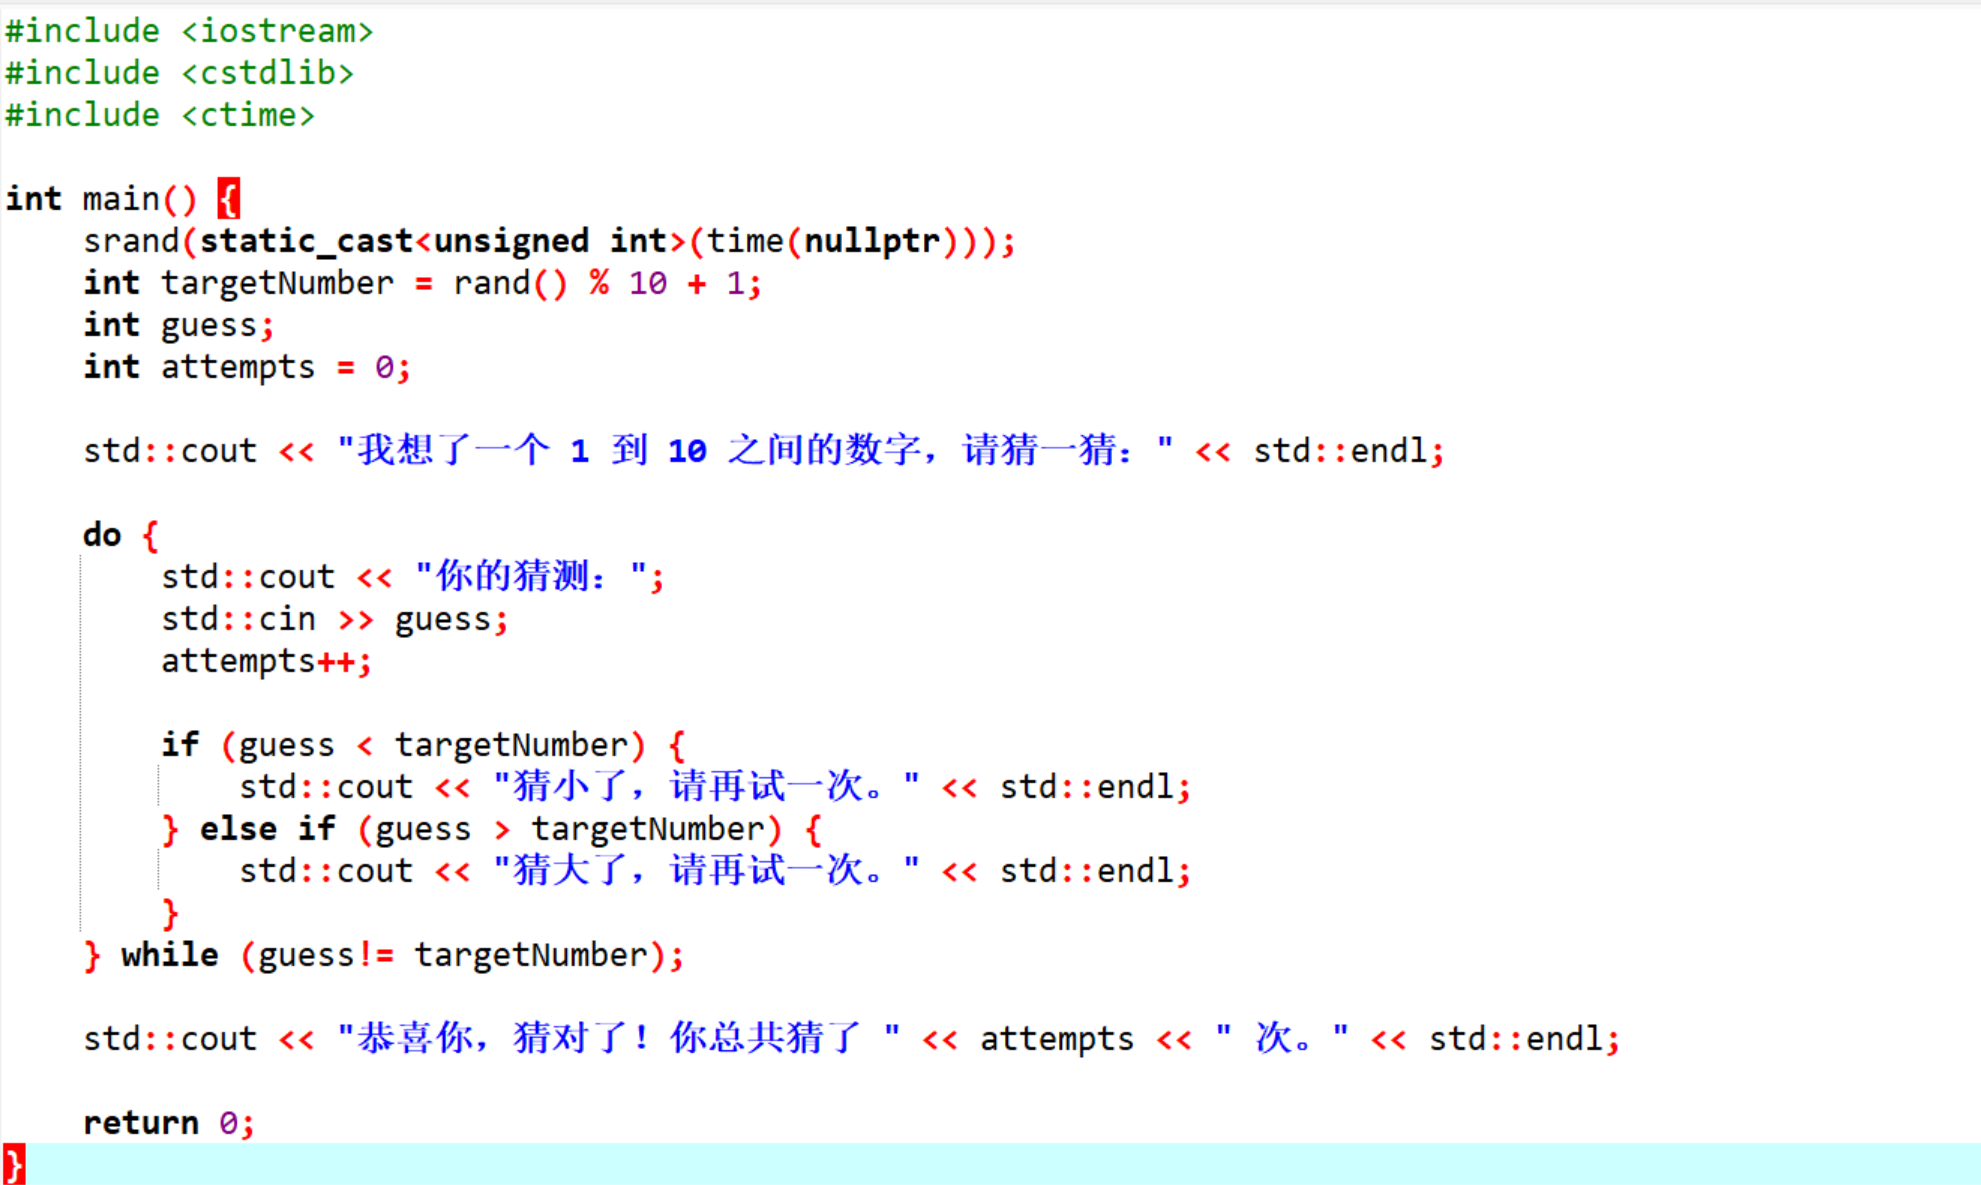 #include <iostream>
#include <cstdlib>
#include <ctime>
int main() {
    srand(static_cast<unsigned int>(time(nullptr)));
    int targetNumber = rand() % 10 + 1;
    int guess;
    int attempts = 0;
    std::cout << "我想了一个 1 到 10 之间的数字，请猜一猜：" << std::endl;
    do {
        std::cout << "你的猜测：";
        std::cin >> guess;
        attempts++;
        if (guess < targetNumber) {
            std::cout << "猜小了，请再试一次。" << std::endl;
        } else if (guess > targetNumber) {
            std::cout << "猜大了，请再试一次。" << std::endl;
        }
    } while (guess!= targetNumber);
    std::cout << "恭喜你，猜对了！你总共猜了 " << attempts << " 次。" << std::endl;
    return 0;
}